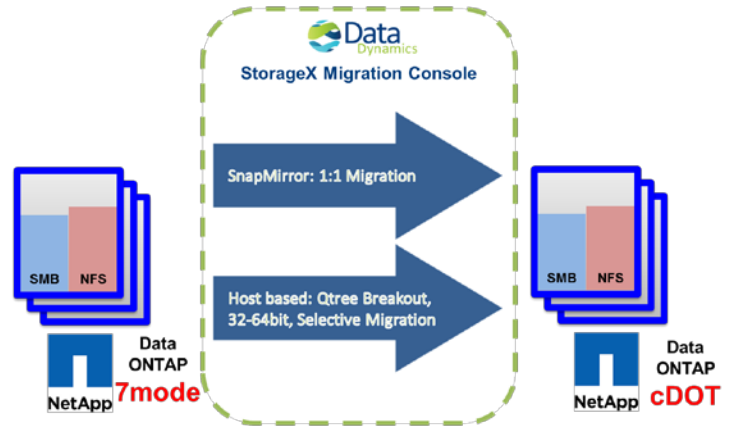 Data
Dynamics
StorageX Migration Console
SnapMirror: 1:1 Migration
SMB NFS
Host based: Qtree Breakout,
32-64bit, Selective Migration
SMB NFS
Data
ONTAP
7mode
NetApp
Data
ONTAP
cDOT
NetApp